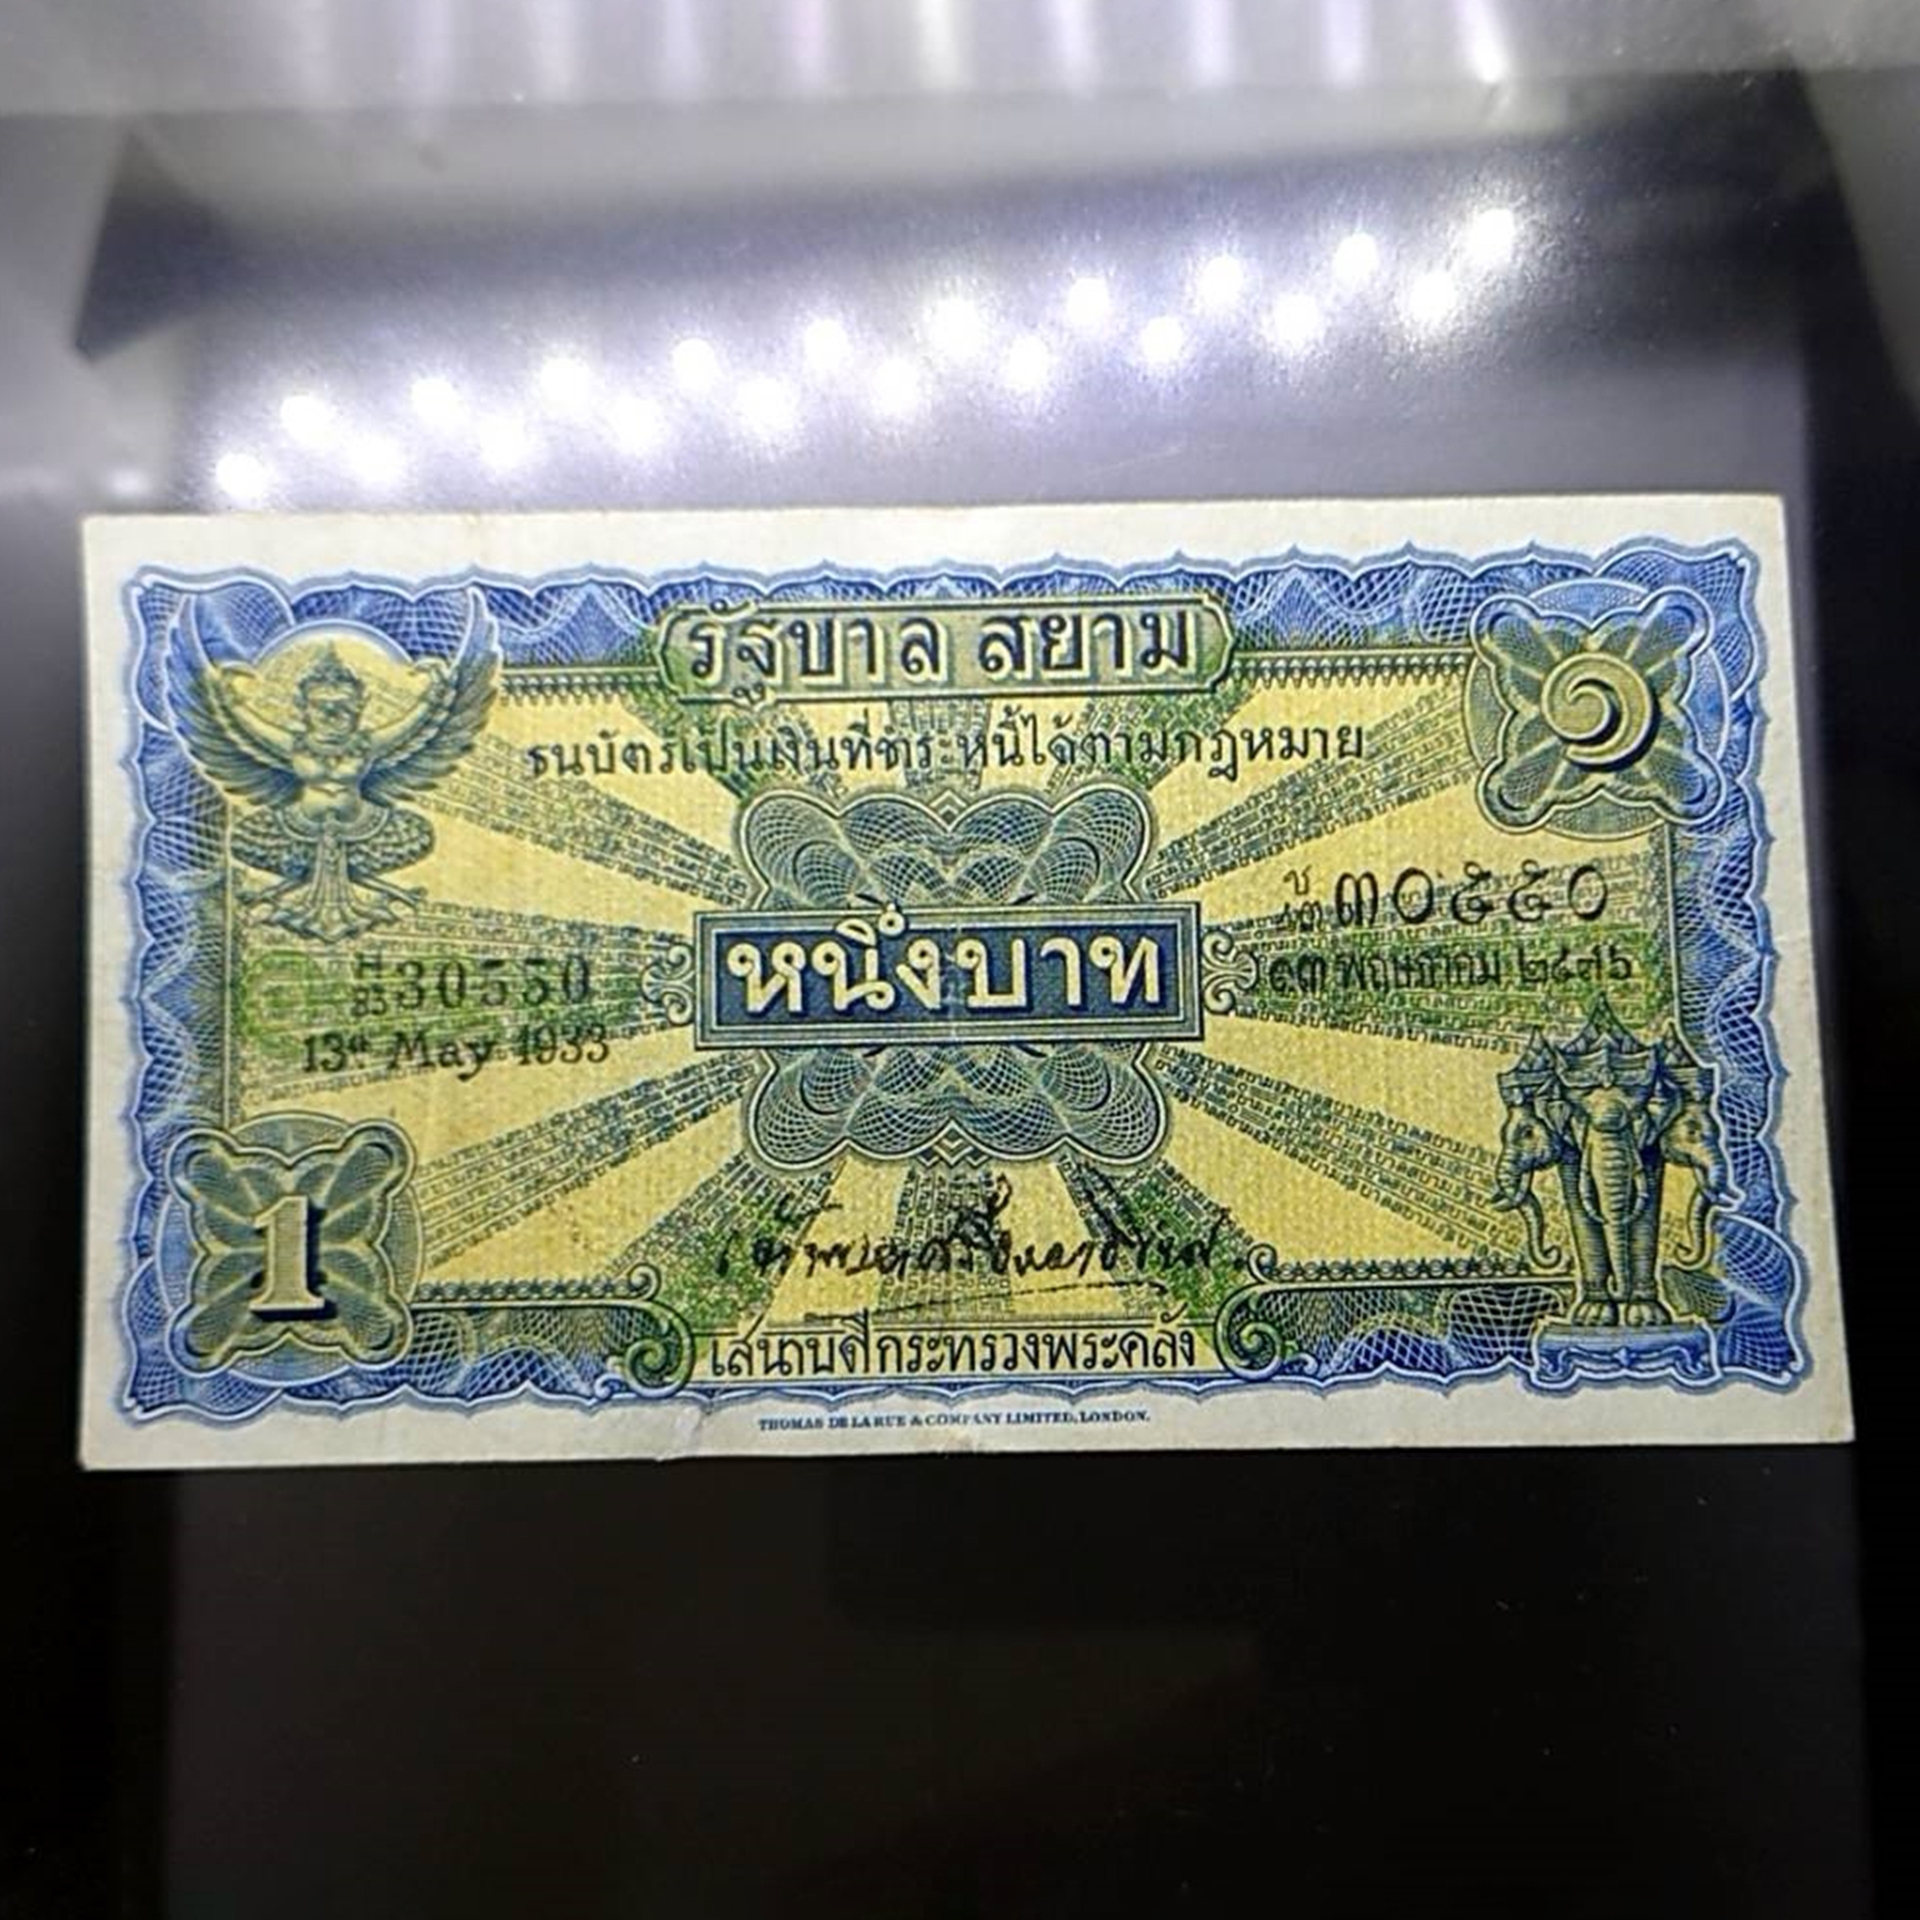 รัฐบาล สยาม
๑
ธนบัตร์เป็นเงินที่ชำระหนี้ได้ตามกฎหมาย
๓๐๕๕๐
๑๓ พฤษภาคม ๒๔๗๖
หนึ่งบาท
H 83 30550
13th May 1933
1
เสนาบดีกระทรวงพระคลัง
THOMAS DE LA RUE & COMPANY LIMITED, LONDON.